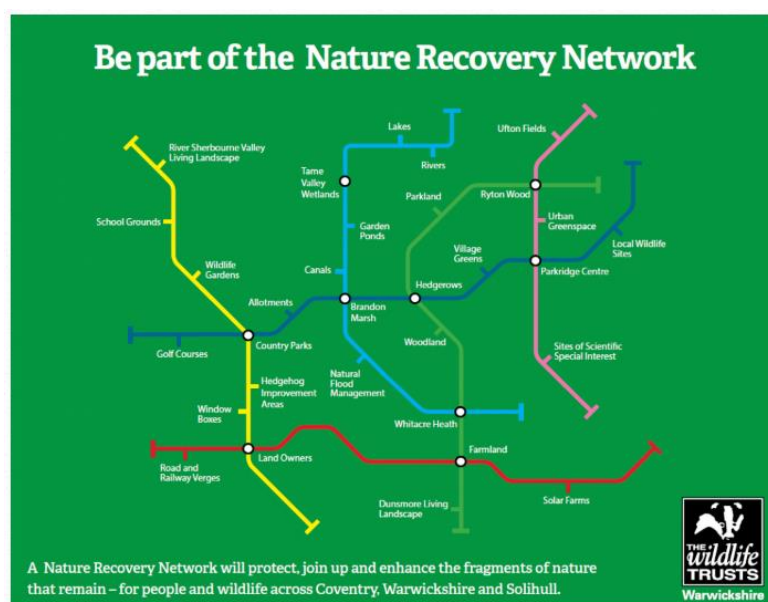 Be part of the Nature Recovery Network
Lakes
Rivers
Ufton Fields
River Sherbourne Valley
Living Landscape
Tame
Valley
Wetlands
Parkland
Ryton Wood
School Grounds
Garden
Ponds
Urban
Greenspace
Local Wildlife
Sites
Wildlife
Gardens
Village
Greens
Canals
Hedgerows
Parkridge Centre
Allotments
Brandon
Marsh
Golf Courses
Country Parks
Woodland
Sites of Scientific
Special Interest
Natural
Flood
Management
Hedgehog
Improvement
Areas
Window
Boxes
Whitacre Heath
Land Owners
Farmland
Road and
Railway Verges
Solar Farms
Dunsmore Living
Landscape
A Nature Recovery Network will protect, join up and enhance the fragments of nature
that remain – for people and wildlife across Coventry, Warwickshire and Solihull.
THE
wildlife
TRUSTS
Warwickshire